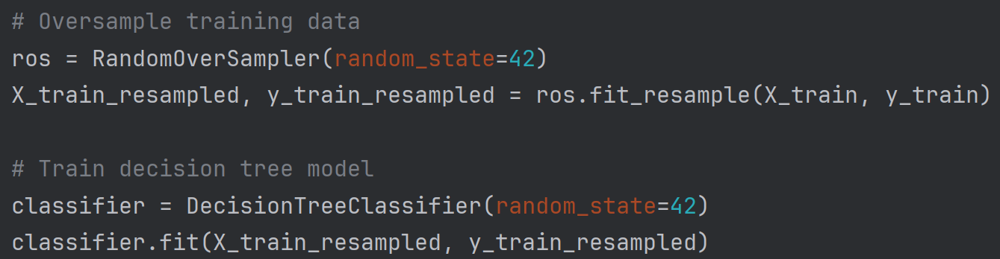 # Oversample training data
ros = RandomOverSampler(random_state=42)
X_train_resampled, y_train_resampled = ros.fit_resample(X_train, y_train)
# Train decision tree model
classifier = DecisionTreeClassifier(random_state=42)
classifier.fit(X_train_resampled, y_train_resampled)